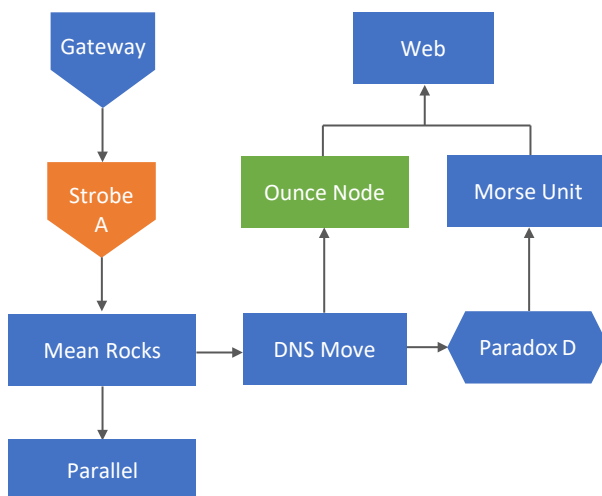 Gateway
Web
Strobe
A
Ounce Node
Morse Unit
Mean Rocks
DNS Move
Paradox D
Parallel